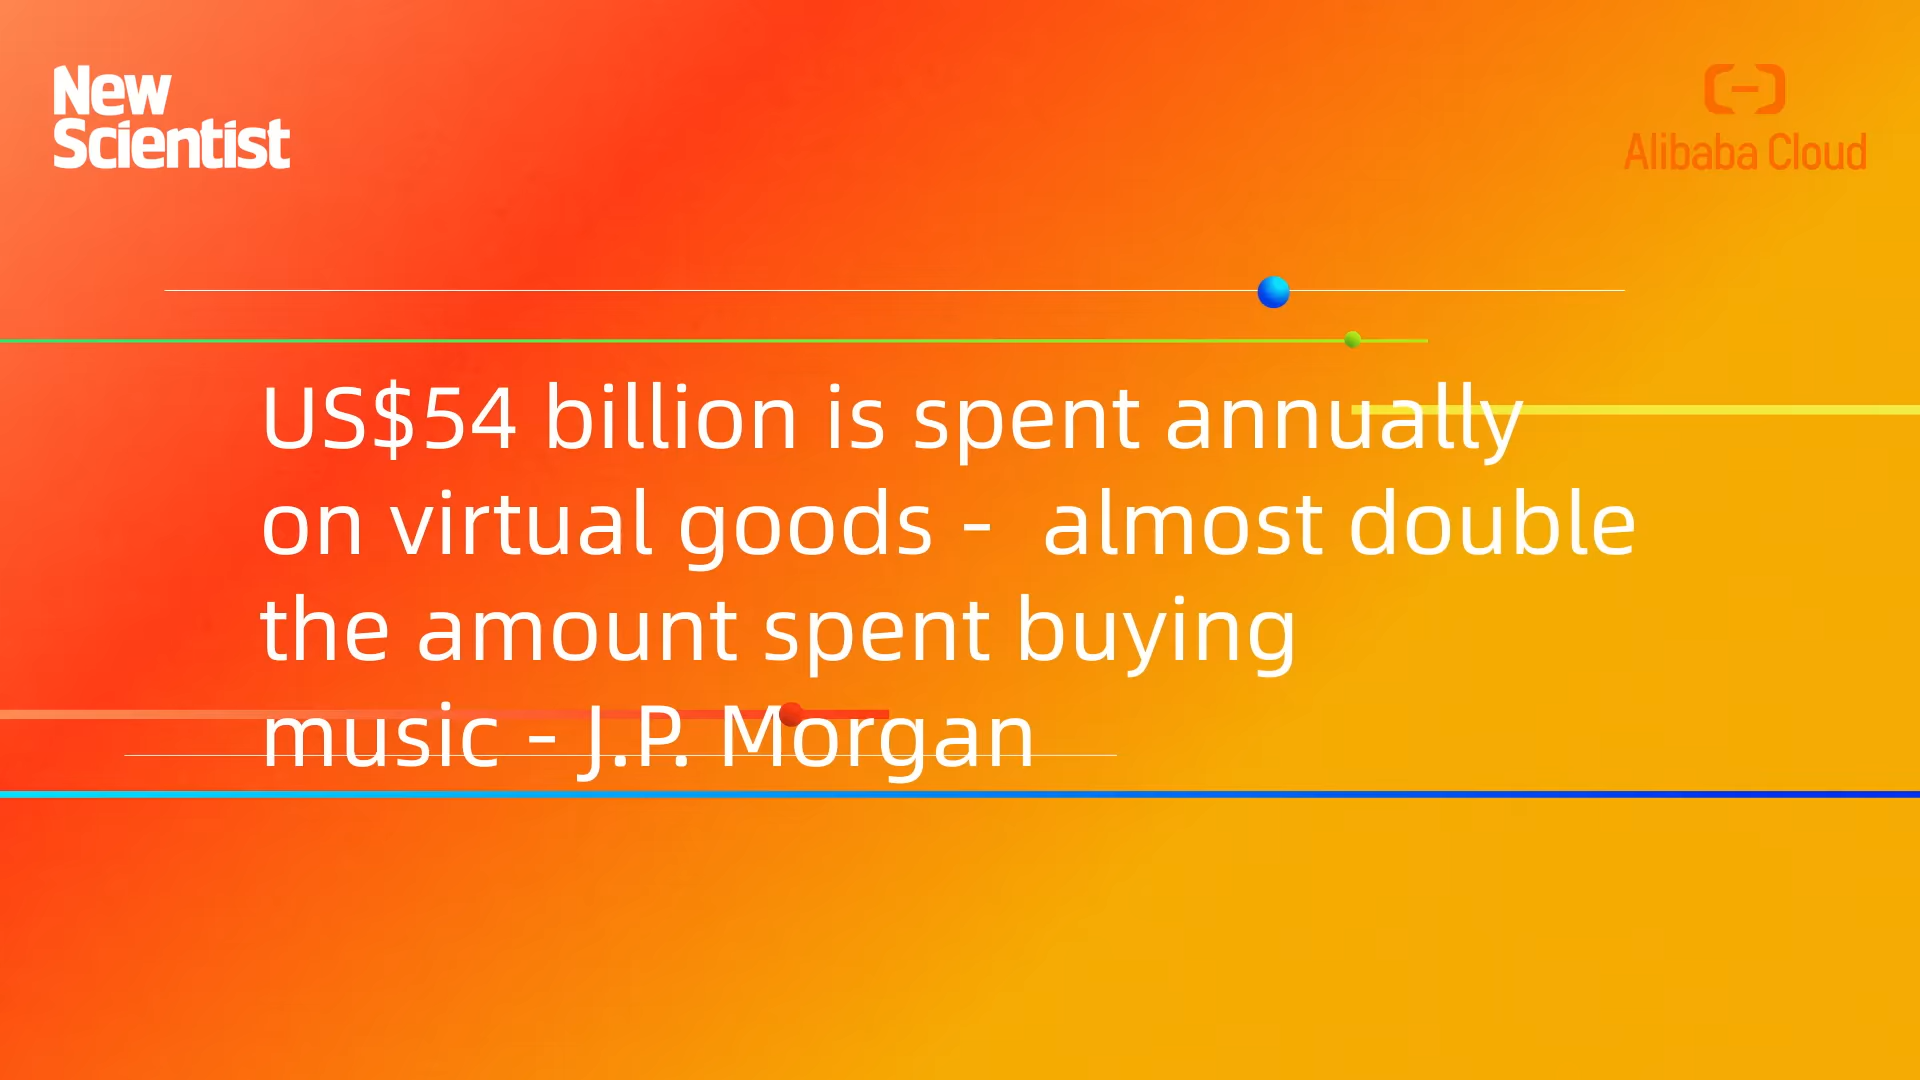 New
Scientist
Alibaba Cloud
US$54 billion is spent annually
on virtual goods - almost double
the amount spent buying
music - J.P. Morgan